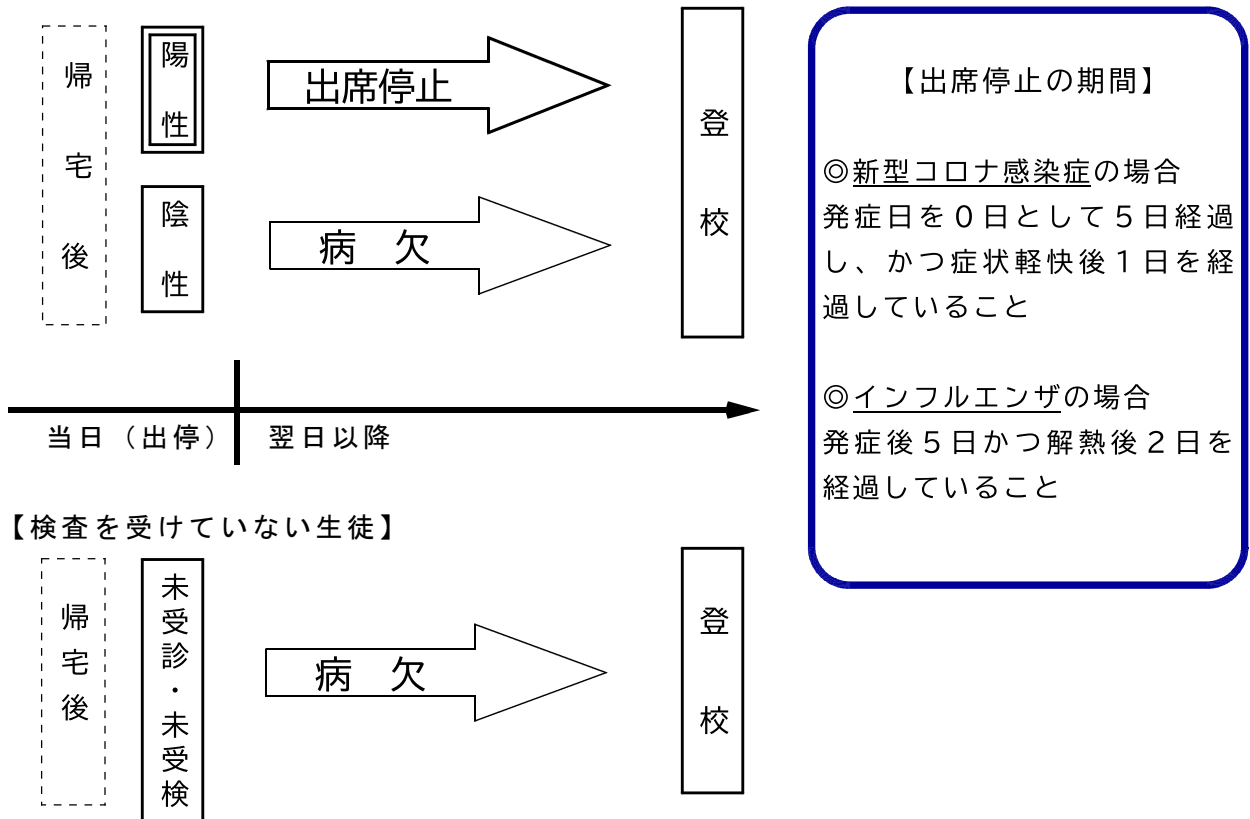 帰宅後
陽性
出席停止
陰性
病　欠
登校
当日（出停）
翌日以降
【検査を受けていない生徒】
帰宅後
未受診・未受検
病　欠
登校
【出席停止の期間】
◎新型コロナ感染症の場合
発症日を０日として５日経過
し、かつ症状軽快後１日を経
過していること
◎インフルエンザの場合
発症後５日かつ解熱後２日を
経過していること